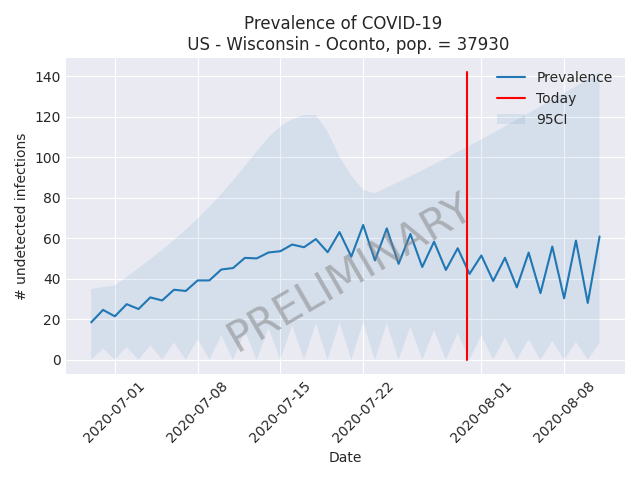 Prevalence of COVID-19
US - Wisconsin - Oconto, pop. = 37930
# undetected infections
140
120
100
80
60
40
20
0
Prevalence
Today
95CI
PRELIMINARY
2020-07-01
2020-07-08
2020-07-15
2020-07-22
2020-08-01
2020-08-08
Date